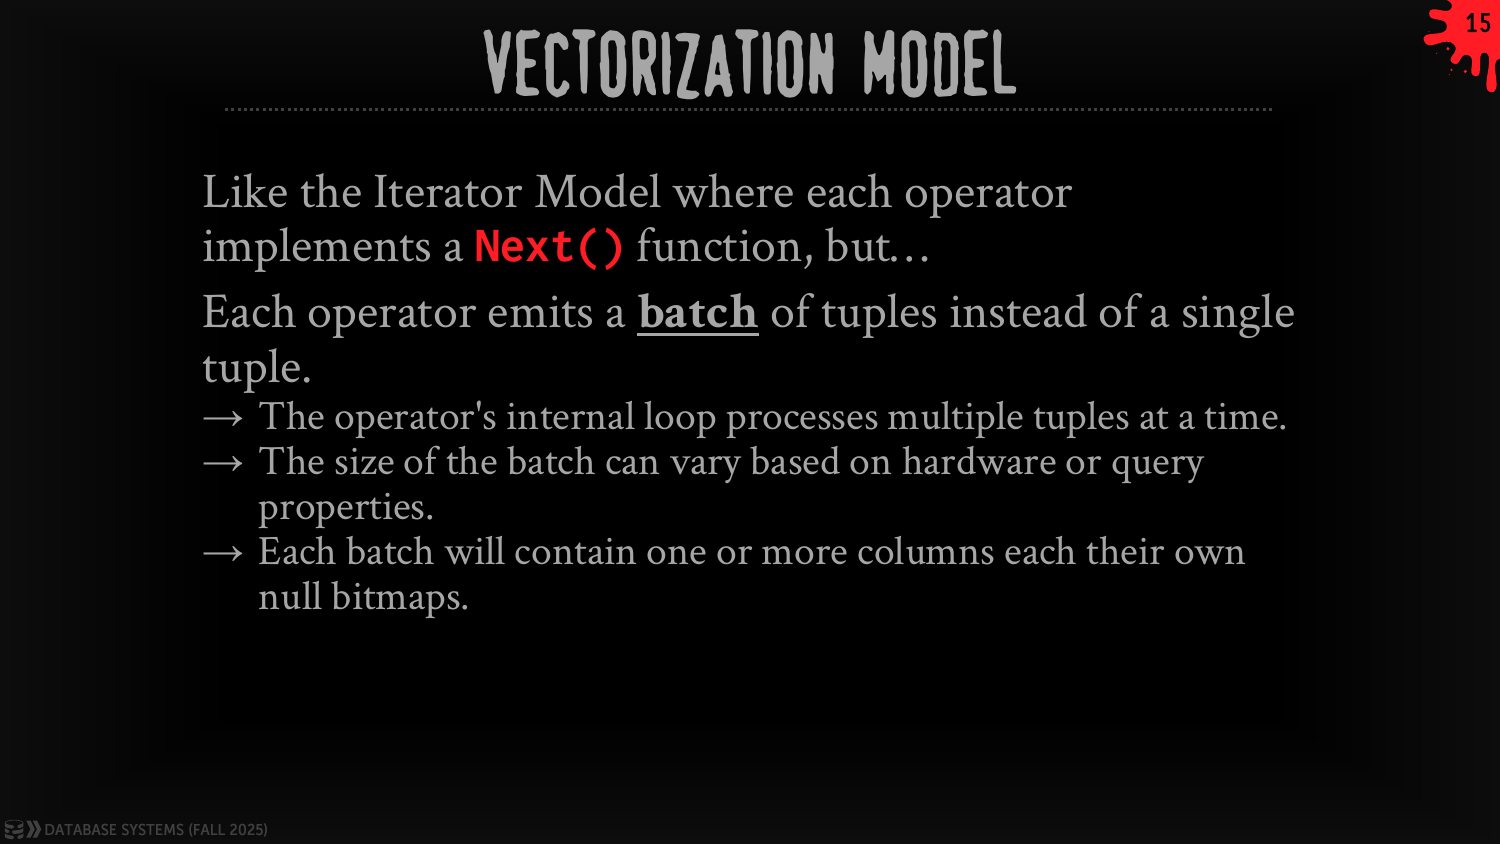 15
VECTORIZATION MODEL
Like the Iterator Model where each operator
implements a Next() function, but…
Each operator emits a batch of tuples instead of a single
tuple.
→ The operator's internal loop processes multiple tuples at a time.
→ The size of the batch can vary based on hardware or query
properties.
→ Each batch will contain one or more columns each their own
null bitmaps.
DATABASE SYSTEMS (FALL 2025)